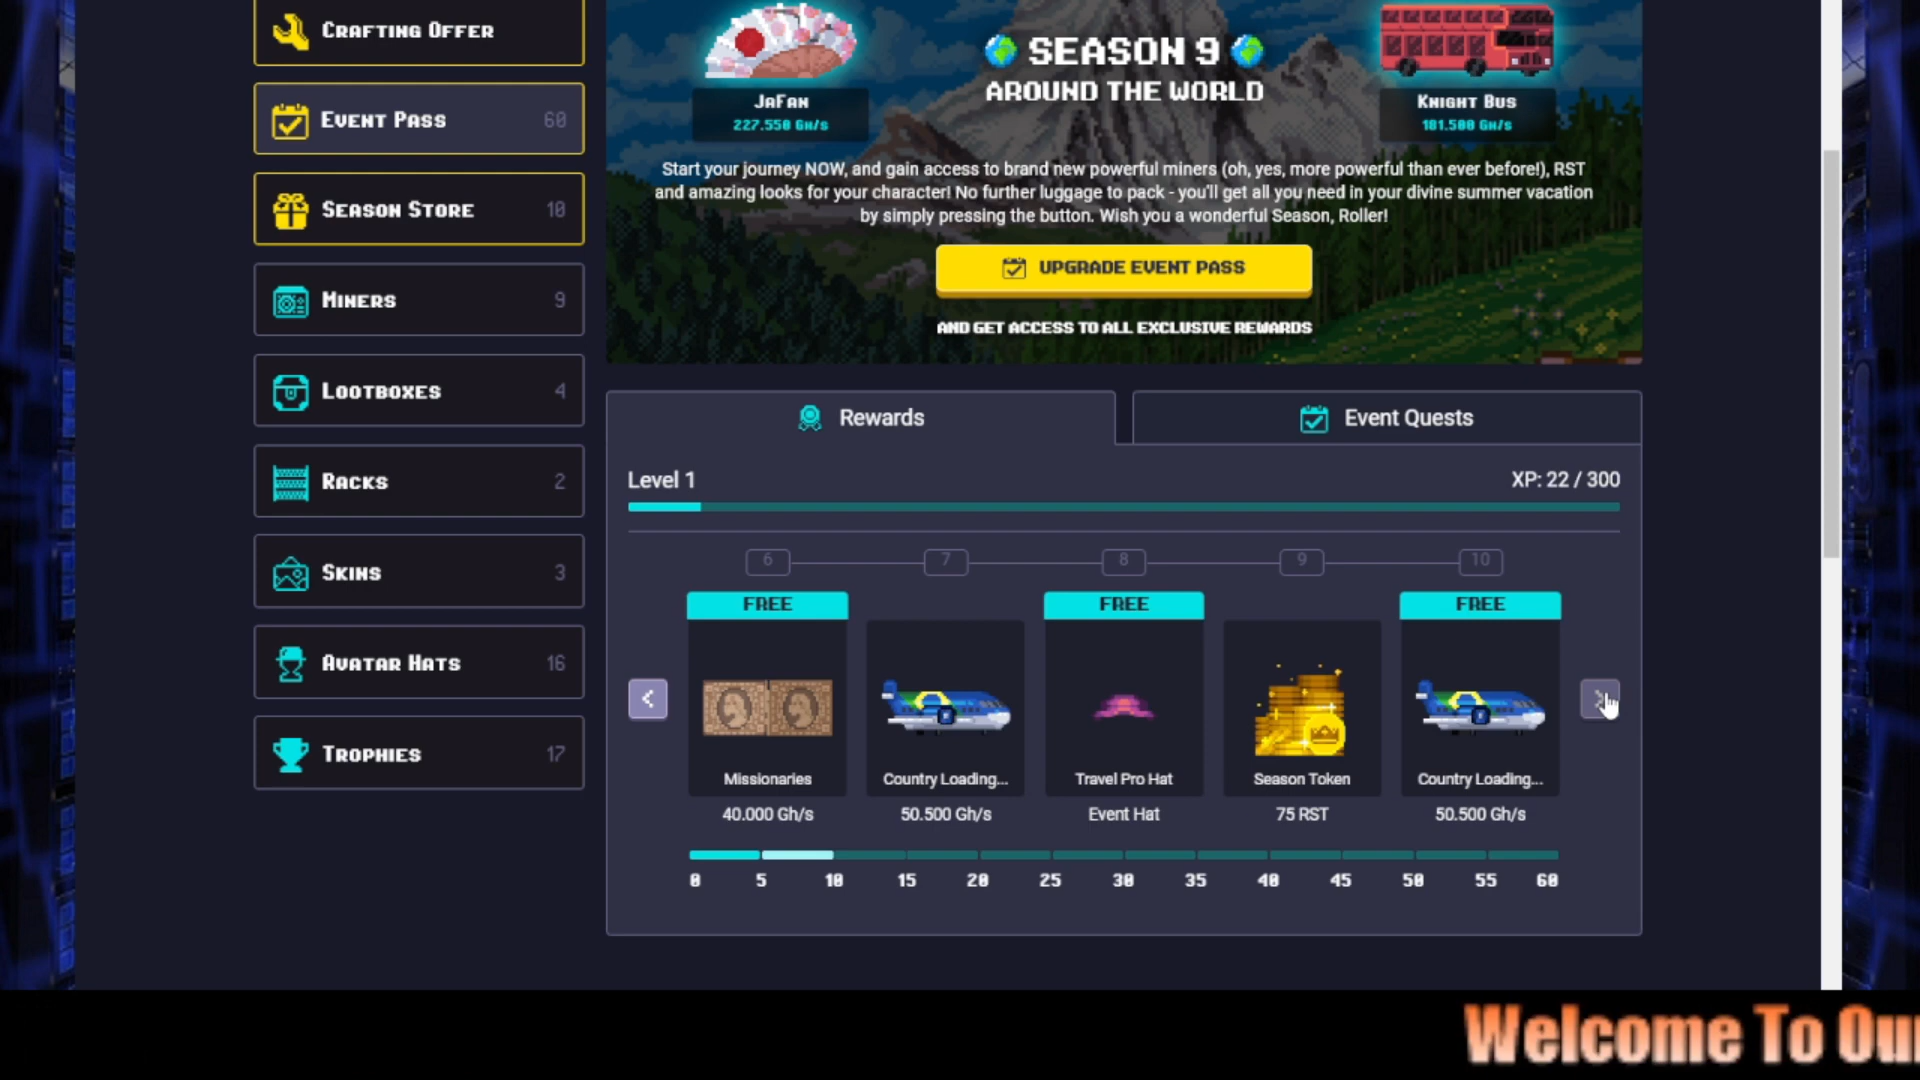 CRAFTING OFFER
EVENT PASS 60
SEASON STORE 10
MINERS 9
LOOTBOXES 4
RACKS 2
SKINS 3
AVATAR HATS 16
TROPHIES 17
SEASON 9
AROUND THE WORLD
JAFAN
227.550 GH/S
KNIGHT BUS
181.500 GH/S
Start your journey NOW, and gain access to brand new powerful miners (oh, yes, more powerful than ever before!), RST
and amazing looks for your character! No further luggage to pack - you'll get all you need in your divine summer vacation
by simply pressing the button. Wish you a wonderful Season, Roller!
UPGRADE EVENT PASS
AND GET ACCESS TO ALL EXCLUSIVE REWARDS
Rewards
Event Quests
Level 1
XP: 22 / 300
6 7 8 9 10
FREE FREE FREE
Missionaries
40.000 Gh/s
Country Loading...
50.500 Gh/s
Travel Pro Hat
Event Hat
Season Token
75 RST
Country Loading...
50.500 Gh/s
0 5 10 15 20 25 30 35 40 45 50 55 60
Welcome To Ou